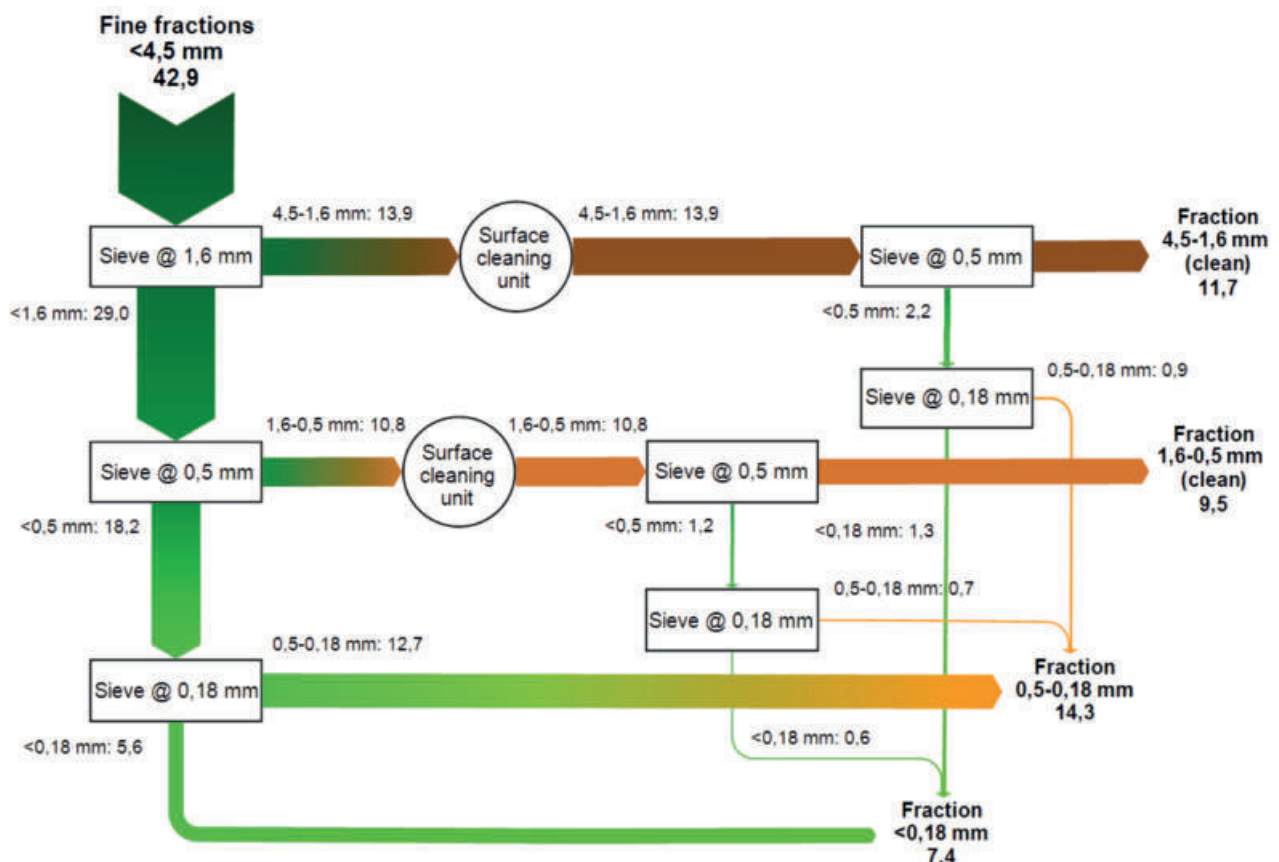 Fine fractions
<4,5 mm
42,9
4,5-1,6 mm: 13,9
4,5-1,6 mm: 13,9
Sieve @ 1,6 mm
Surface
cleaning
unit
Sieve @ 0,5 mm
Fraction
4,5-1,6 mm
(clean)
11,7
<1,6 mm: 29,0
<0,5 mm: 2,2
0,5-0,18 mm: 0,9
Sieve @ 0,18 mm
1,6-0,5 mm: 10,8
1,6-0,5 mm: 10,8
Sieve @ 0,5 mm
Surface
cleaning
unit
Sieve @ 0,5 mm
Fraction
1,6-0,5 mm
(clean)
9,5
<0,5 mm: 18,2
<0,5 mm: 1,2
<0,18 mm: 1,3
0,5-0,18 mm: 0,7
Sieve @ 0,18 mm
0,5-0,18 mm: 12,7
Sieve @ 0,18 mm
Fraction
0,5-0,18 mm
14,3
<0,18 mm: 5,6
<0,18 mm: 0,6
Fraction
<0,18 mm
7,4